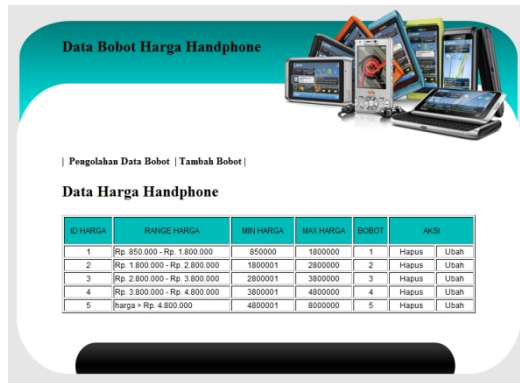 Data Bobot Harga Handphone
| Pengolahan Data Bobot | Tambah Bobot |
Data Harga Handphone
ID HARGA RANGE HARGA MIN HARGA MAX HARGA BOBOT AKSI
1 Rp. 850.000 - Rp. 1.800.000 850000 1800000 1 Hapus Ubah
2 Rp. 1.800.000 - Rp. 2.800.000 1800001 2800000 2 Hapus Ubah
3 Rp. 2.800.000 - Rp. 3.800.000 2800001 3800000 3 Hapus Ubah
4 Rp. 3.800.000 - Rp. 4.800.000 3800001 4800000 4 Hapus Ubah
5 harga > Rp. 4.800.000 4800001 8000000 5 Hapus Ubah